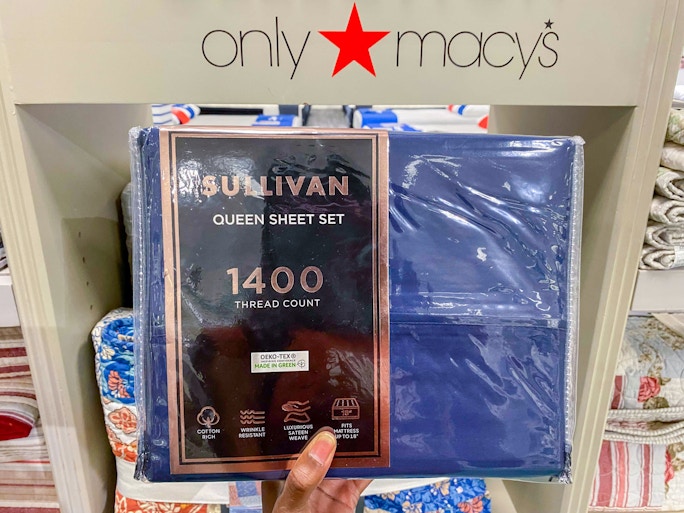 only macy's
SULLIVAN
QUEEN SHEET SET
1400
THREAD COUNT
OEKO-TEX®
MADE IN GREEN
COTTON
RICH
WRINKLE
RESISTANT
LUXURIOUS
SATEEN
WEAVE
18"
FITS
MATTRESS
UP TO 18"